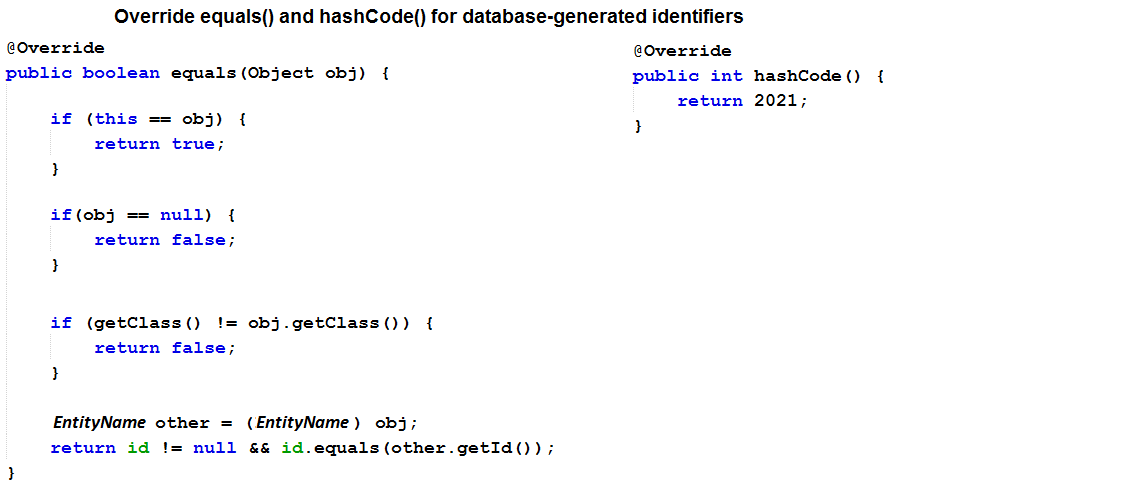 Override equals() and hashCode() for database-generated identifiers
@Override
public boolean equals(Object obj) {
if (this == obj) {
return true;
}
if(obj == null) {
return false;
}
if (getClass() != obj.getClass()) {
return false;
}
EntityName other = (EntityName) obj;
return id != null && id.equals(other.getId());
}
@Override
public int hashCode() {
return 2021;
}